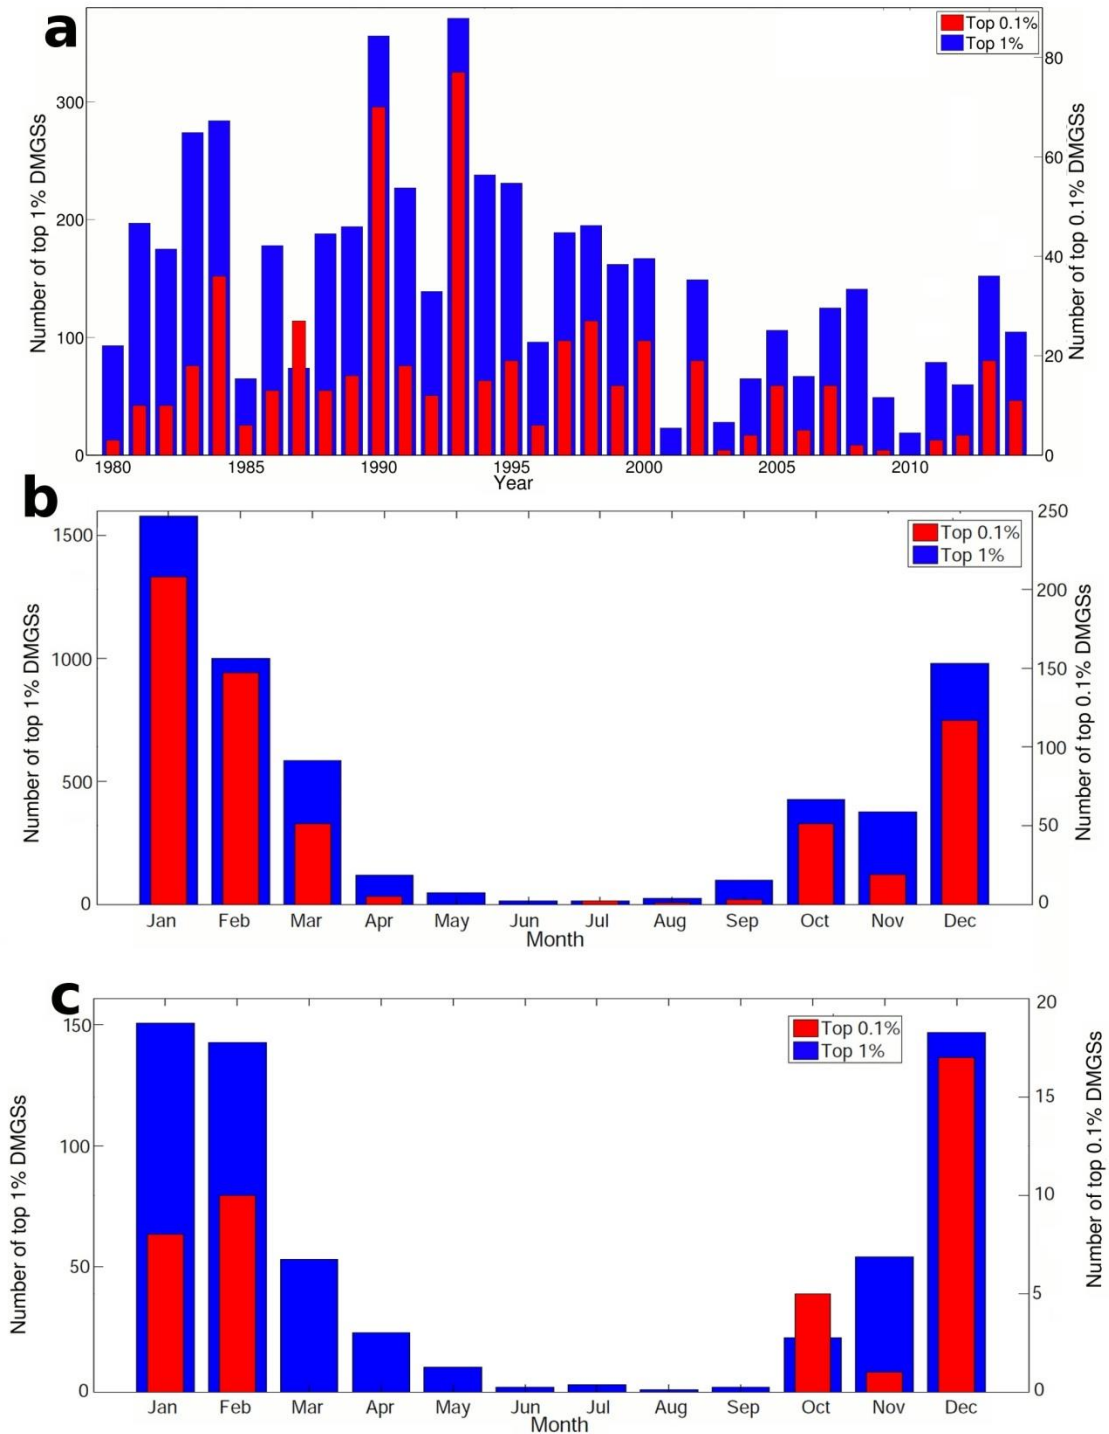 a
Top 0.1%
Top 1%
Number of top 1% DMGSs
300
200
100
0
80
60
40
20
0
Number of top 0.1% DMGSs
1980 1985 1990 1995 2000 2005 2010
Year
b
Top 0.1%
Top 1%
Number of top 1% DMGSs
1500
1000
500
0
250
200
150
100
50
0
Number of top 0.1% DMGSs
Jan Feb Mar Apr May Jun Jul Aug Sep Oct Nov Dec
Month
c
Top 0.1%
Top 1%
Number of top 1% DMGSs
150
100
50
0
20
15
10
5
0
Number of top 0.1% DMGSs
Jan Feb Mar Apr May Jun Jul Aug Sep Oct Nov Dec
Month